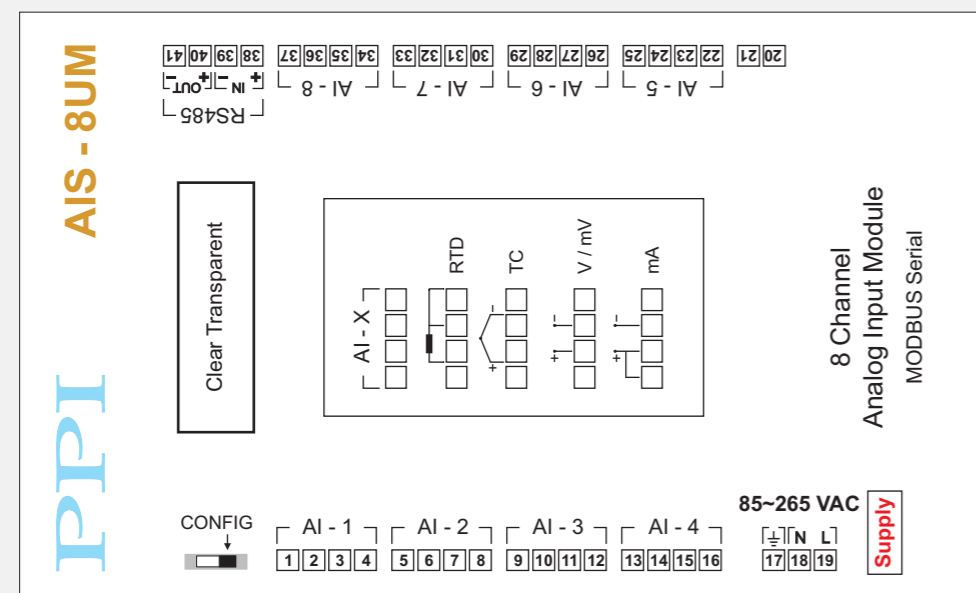 AIS - 8UM
PPI
41 40 39 38 37 36 35 34 33 32 31 30 29 28 27 26 25 24 23 22 21 20
- OUT + - IN +
RS485
AI - 8
AI - 7
AI - 6
AI - 5
Clear Transparent
AI - X
RTD
TC
V / mV
mA
+ -
+ -
+ -
8 Channel
Analog Input Module
MODBUS Serial
CONFIG
AI - 1
AI - 2
AI - 3
AI - 4
85~265 VAC
N L
1 2 3 4 5 6 7 8 9 10 11 12 13 14 15 16 17 18 19
Supply